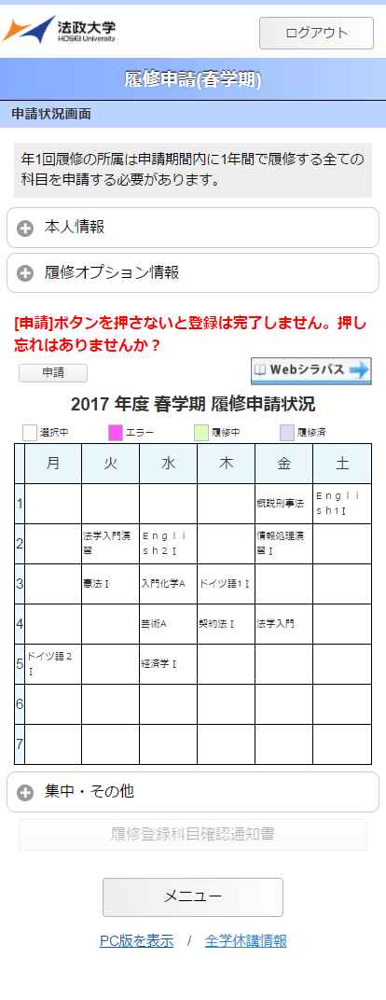 法政大学
HOSEI University
ログアウト
履修申請(春学期)
申請状況画面
年1回履修の所属は申請期間内に1年間で履修する全ての
科目を申請する必要があります。
本人情報
履修オプション情報
[申請]ボタンを押さないと登録は完了しません。押し
忘れはありませんか？
申請
Webシラバス
2017 年度 春学期 履修申請状況
選択中 エラー 履修中 履修済
月 火 水 木 金 土
1 概説刑事法 Ｅｎｇｌｉ
ｓｈ1Ⅰ
2 法学入門演 Ｅｎｇｌｉ 情報処理演
習 ｓｈ２Ⅰ 習Ⅰ
3 憲法Ⅰ 入門化学A ドイツ語1Ⅰ
4 芸術A 契約法Ⅰ 法学入門
5 ドイツ語２ 経済学Ⅰ
Ⅰ
6
7
集中・その他
履修登録科目確認通知書
メニュー
PC版を表示 / 全学休講情報